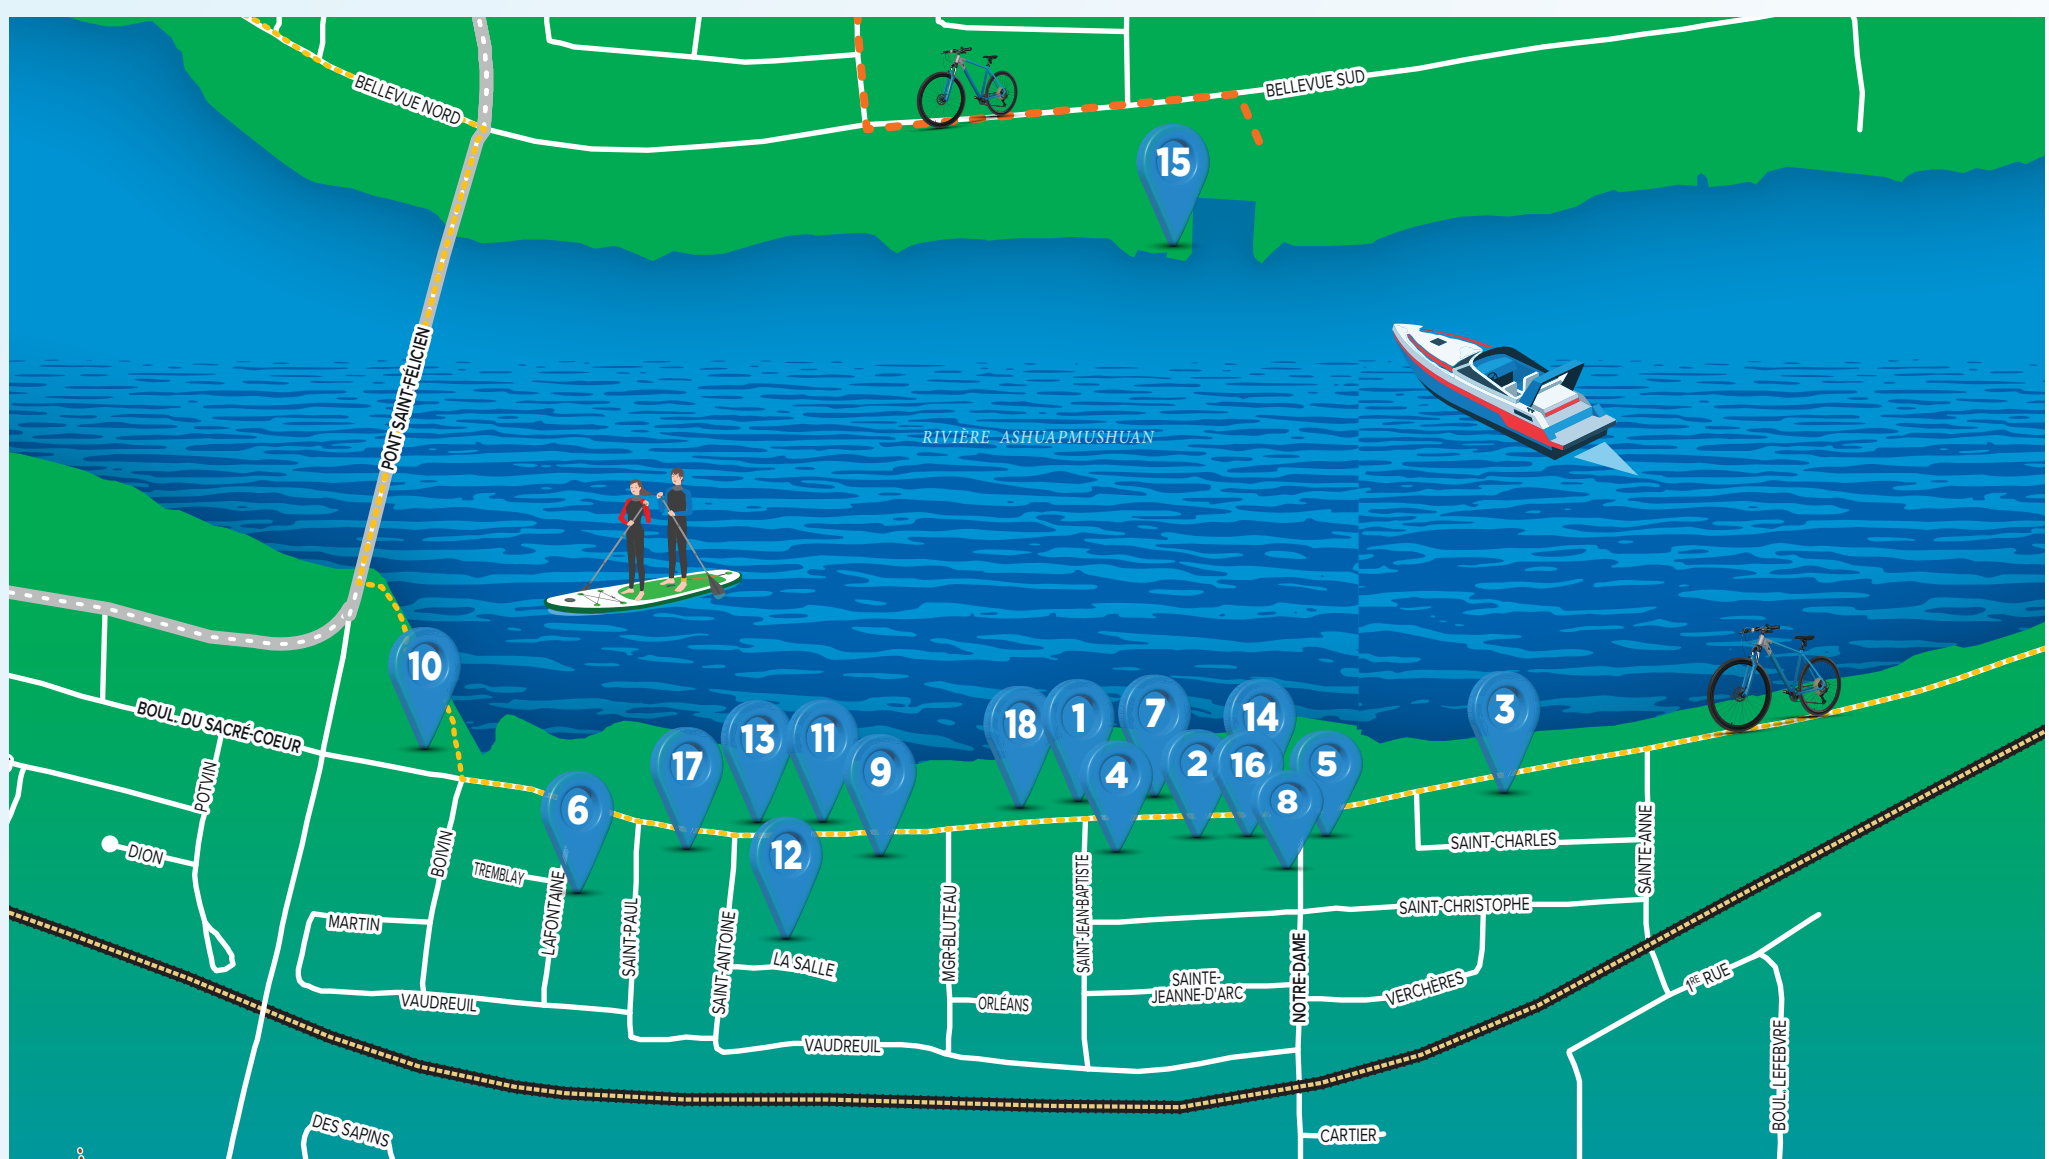 BELLEVUE NORD
BELLEVUE SUD
15
PONT SAINT-FÉLICIEN
RIVIÈRE ASHUAPMUSHUAN
10
BOUL. DU SACRÉ-COEUR
18
1
7
14
3
13
11
17
9
4
2
16
5
6
8
12
POTVIN
DION
BOIVIN
TREMBLAY
LAFONTAINE
MARTIN
VAUDREUIL
SAINT-PAUL
SAINT-ANTOINE
LA SALLE
MGR-BLUTEAU
ORLÉANS
VAUDREUIL
SAINT-JEAN-BAPTISTE
SAINTE-
JEANNE-D'ARC
NOTRE-DAME
SAINT-CHARLES
SAINT-CHRISTOPHE
SAINTE-ANNE
VERCHÈRES
1RE RUE
BOUL. LEFEBVRE
DES SAPINS
CARTIER